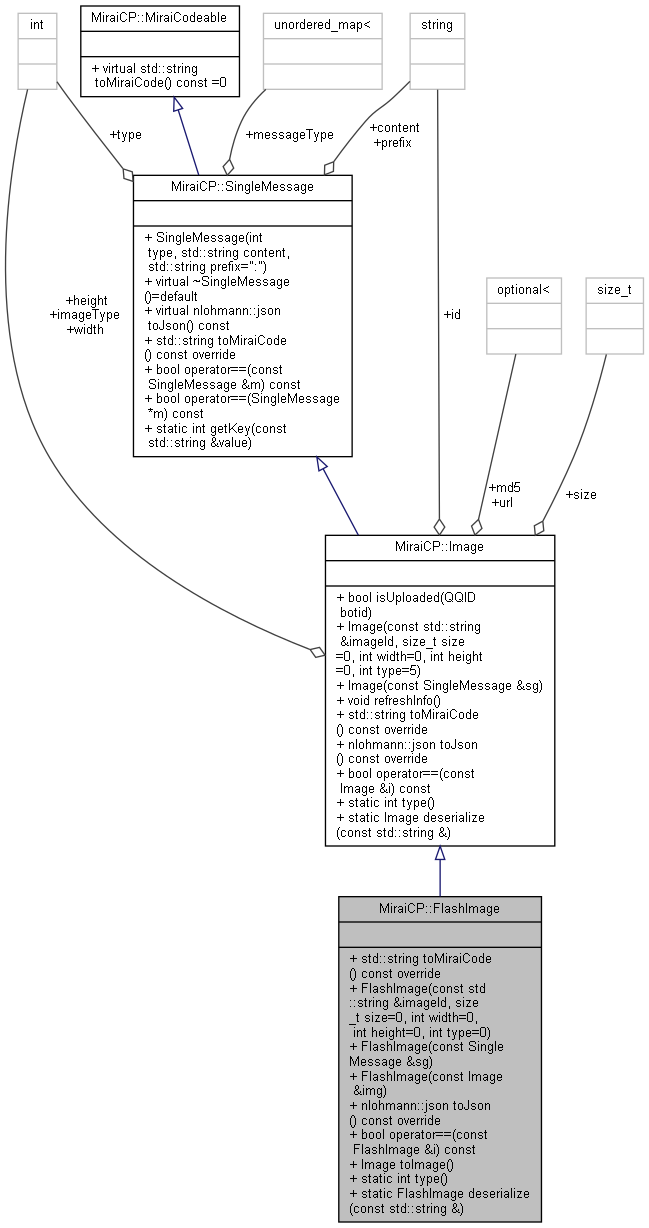 int
MiraiCP::MiraiCodeable
+ virtual std::string
toMiraiCode() const =0
unordered_map<
string
+type
+messageType
+content
+prefix
MiraiCP::SingleMessage
+ SingleMessage(int
type, std::string content,
std::string prefix=":")
+ virtual ~SingleMessage
()=default
+ virtual nlohmann::json
toJson() const
+ std::string toMiraiCode
() const override
+ bool operator==(const
SingleMessage &m) const
+ bool operator==(SingleMessage
*m) const
+ static int getKey(const
std::string &value)
+height
+imageType
+width
+id
optional<
size_t
+md5
+url
+size
MiraiCP::Image
+ bool isUploaded(QQID
botid)
+ Image(const std::string
&imageId, size_t size
=0, int width=0, int height
=0, int type=5)
+ Image(const SingleMessage &sg)
+ void refreshInfo()
+ std::string toMiraiCode
() const override
+ nlohmann::json toJson
() const override
+ bool operator==(const
Image &i) const
+ static int type()
+ static Image deserialize
(const std::string &)
MiraiCP::FlashImage
+ std::string toMiraiCode
() const override
+ FlashImage(const std
::string &imageId, size
_t size=0, int width=0,
int height=0, int type=0)
+ FlashImage(const Single
Message &sg)
+ FlashImage(const Image
&img)
+ nlohmann::json toJson
() const override
+ bool operator==(const
FlashImage &i) const
+ Image toImage()
+ static int type()
+ static FlashImage deserialize
(const std::string &)